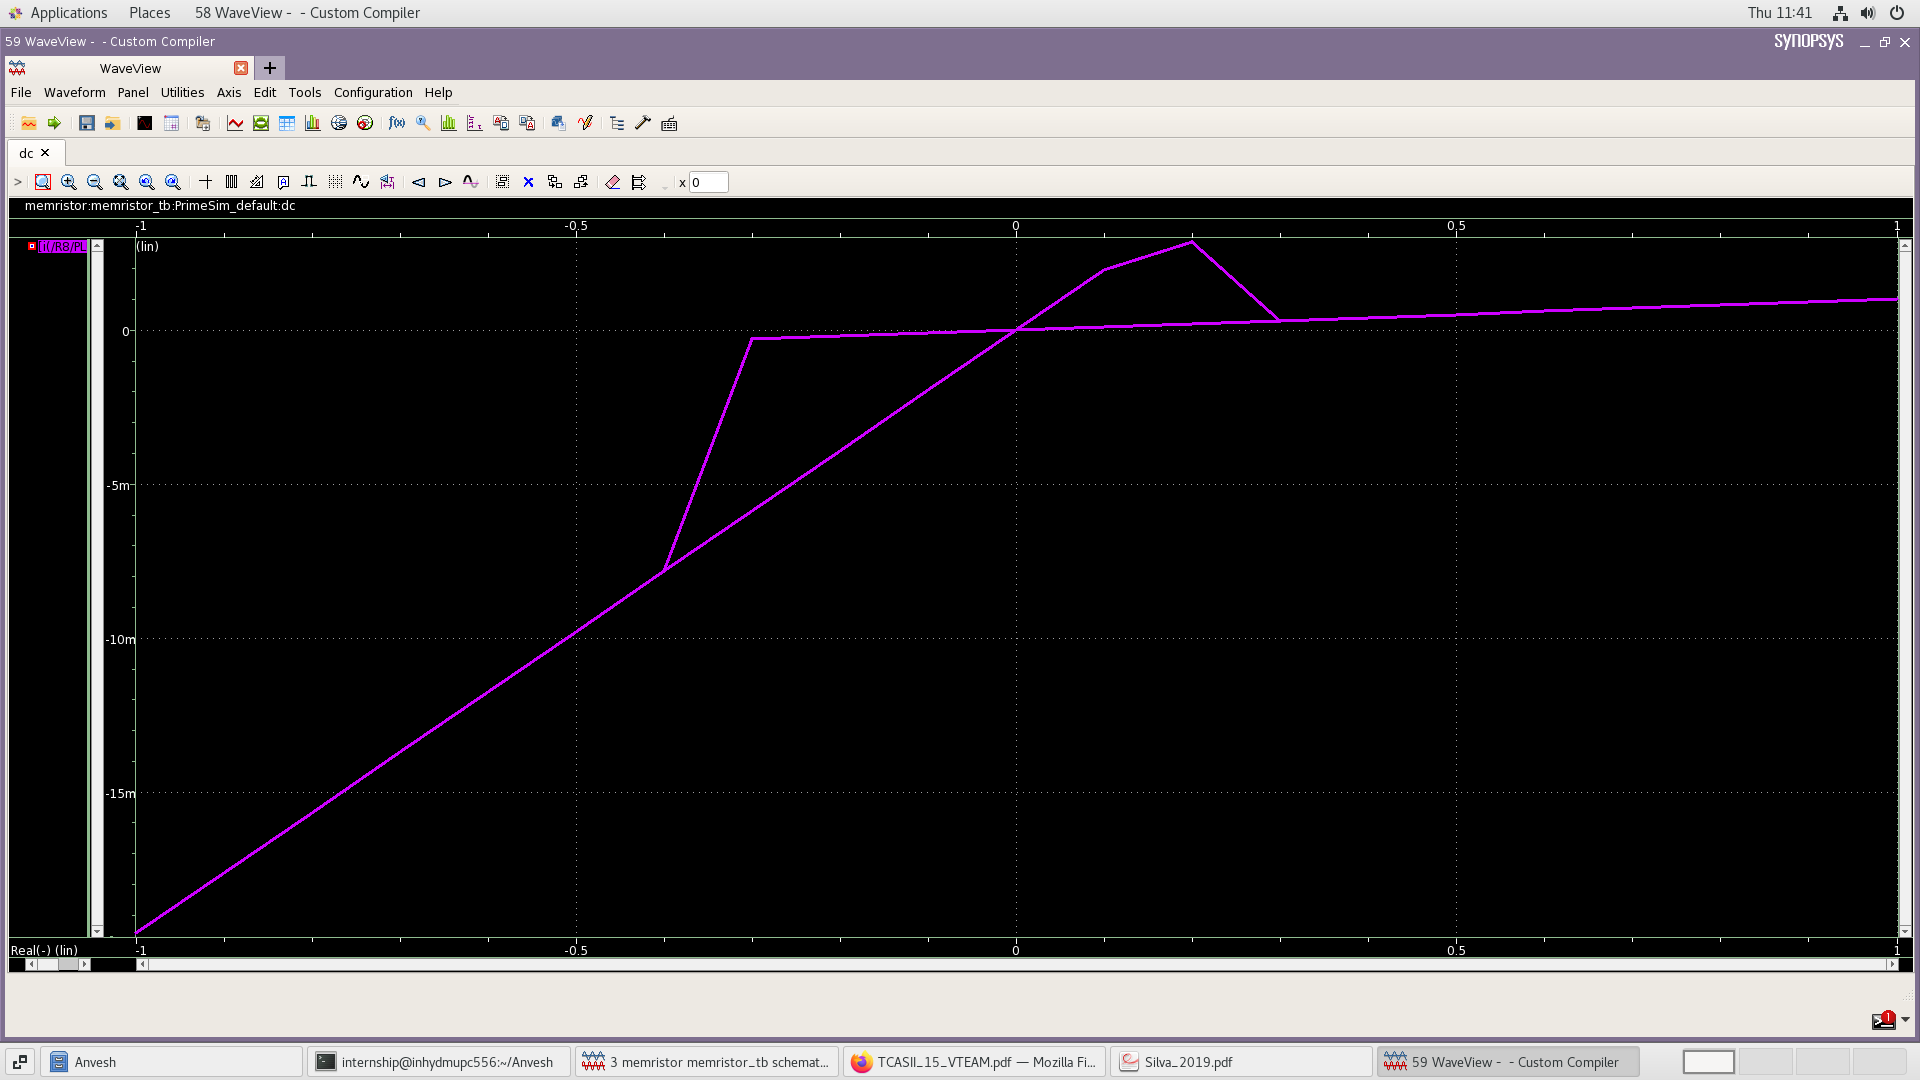 Applications Places 58 WaveView - - Custom Compiler Thu 11:41
59 WaveView - - Custom Compiler SYNOPSYS
WaveView
File Waveform Panel Utilities Axis Edit Tools Configuration Help
f(x)
dc
> x 0
memristor:memristor_tb:PrimeSim_default:dc
-1 -0.5 0 0.5 1
i(/R8/PL (lin)
0
-5m
-10m
-15m
Real(-) (lin) -1 -0.5 0 0.5 1
1
Anvesh internship@inhydmupc556:~/Anvesh 3 memristor memristor_tb schemat... TCASII_15_VTEAM.pdf — Mozilla Fi... Silva_2019.pdf 59 WaveView - - Custom Compiler